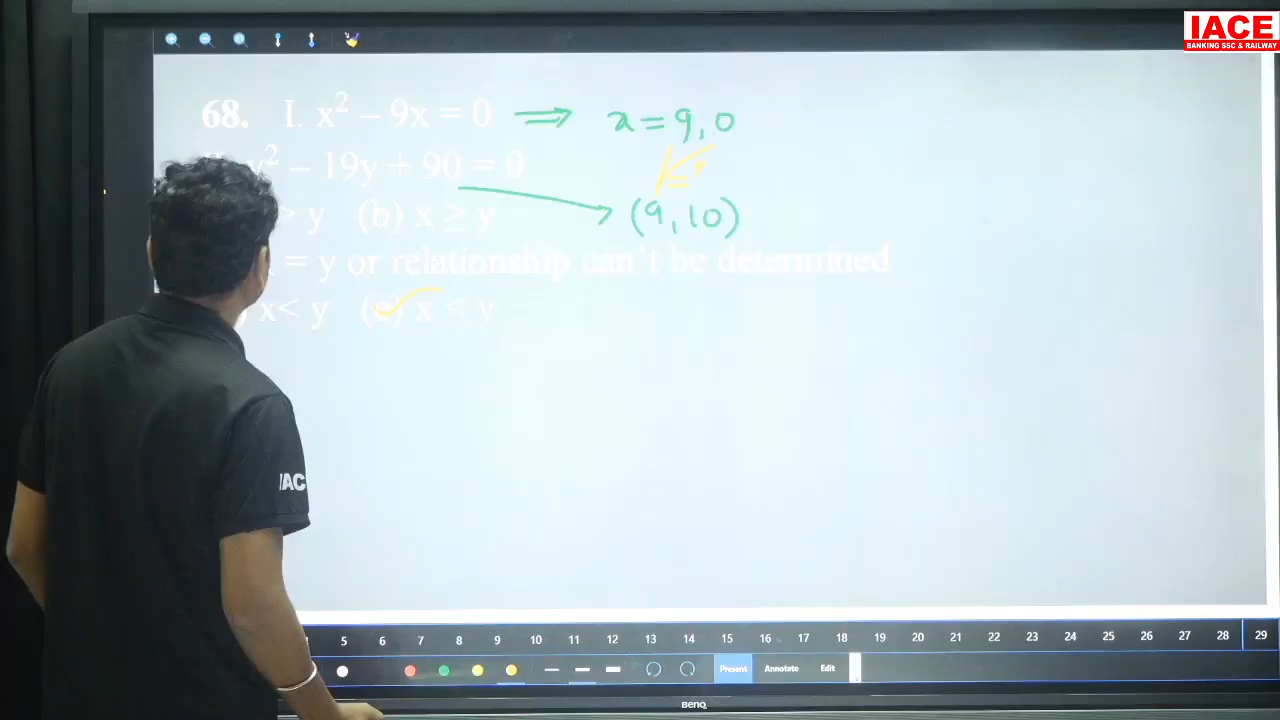 IACE
BANKING SSC & RAILWAY
68. I. x² – 9x = 0 ⇒ x = 9, 0
y² – 19y + 90 = 0
> y (b) x ≥ y (9, 10)
= y or relationship can't be determined
x< y (e) x < y
IACE
5 6 7 8 9 10 11 12 13 14 15 16 17 18 19 20 21 22 23 24 25 26 27 28 29
Present Annotate Edit
BenQ